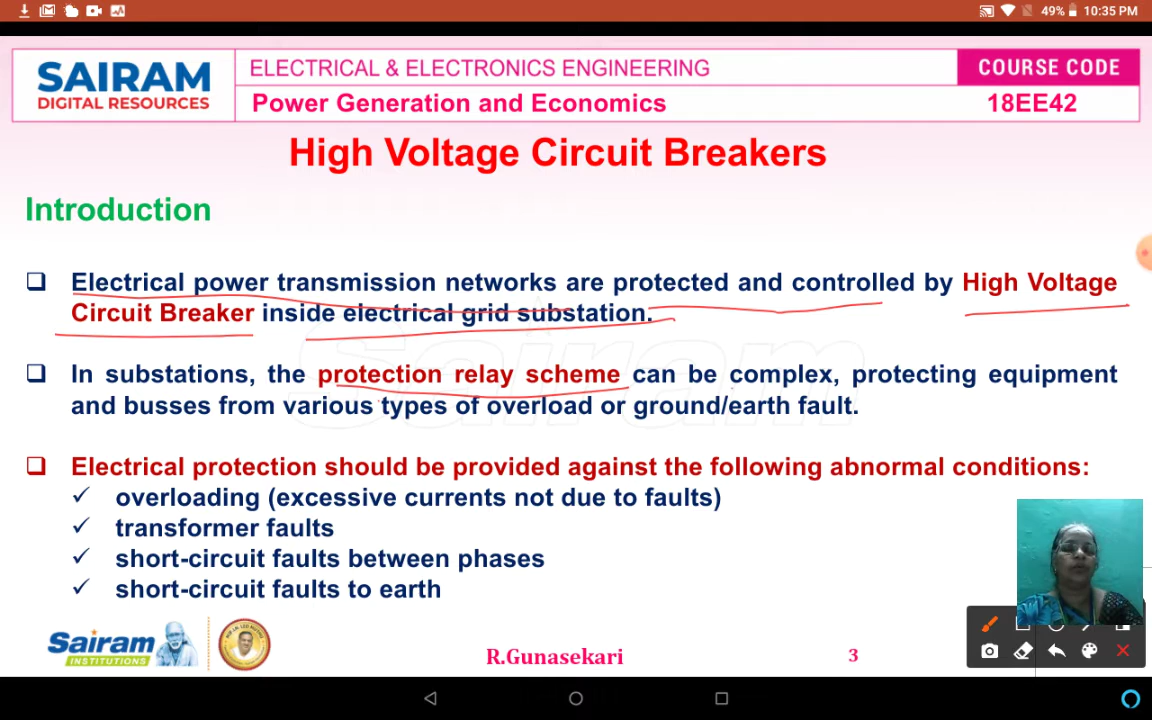 49% 10:35 PM
SAIRAM
DIGITAL RESOURCES
ELECTRICAL & ELECTRONICS ENGINEERING
COURSE CODE
Power Generation and Economics
18EE42
High Voltage Circuit Breakers
Introduction
Electrical power transmission networks are protected and controlled by High Voltage
Circuit Breaker inside electrical grid substation.
In substations, the protection relay scheme can be complex, protecting equipment
and busses from various types of overload or ground/earth fault.
Electrical protection should be provided against the following abnormal conditions:
overloading (excessive currents not due to faults)
transformer faults
short-circuit faults between phases
short-circuit faults to earth
Sairam
Sairam
INSTITUTIONS
R.Gunasekari
3